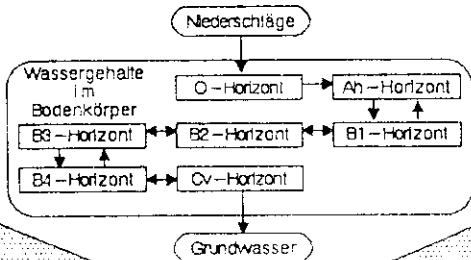 Niederschläge
Wassergehalte
im
Bodenkörper
O-Horizont
Ah-Horizont
B3-Horizont
B2-Horizont
B1-Horizont
B4-Horizont
Cv-Horizont
Grundwasser